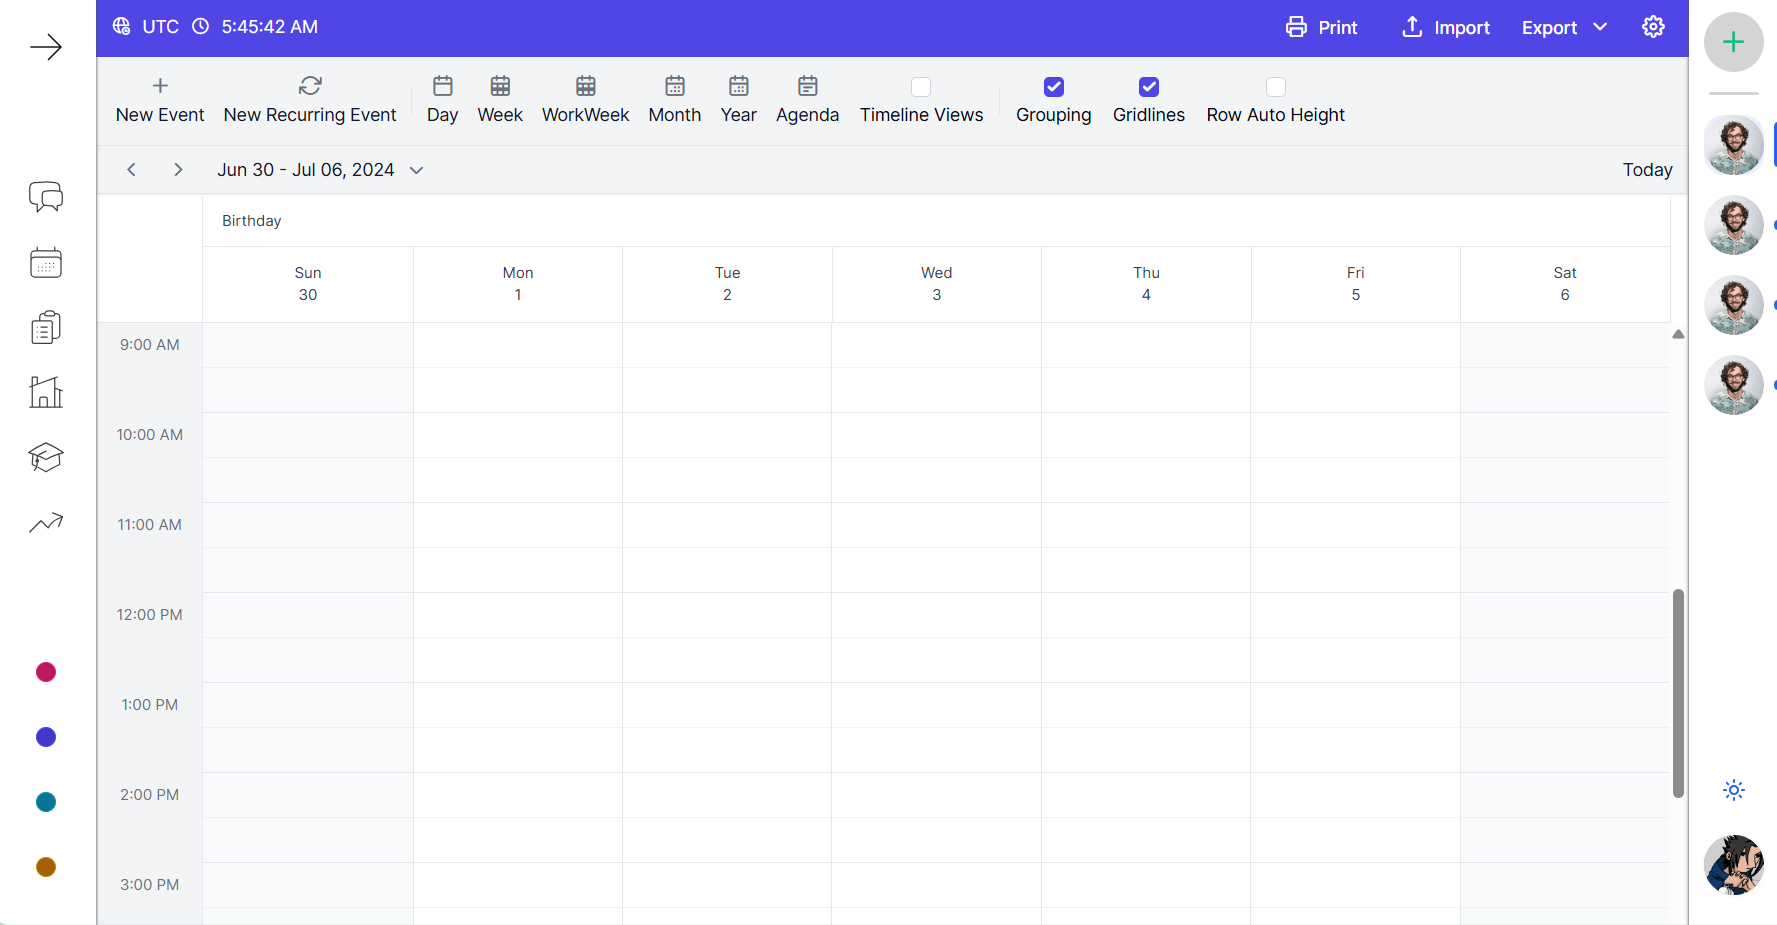 UTC 5:45:42 AM
Print Import Export
New Event New Recurring Event Day Week WorkWeek Month Year Agenda Timeline Views Grouping Gridlines Row Auto Height
Jun 30 - Jul 06, 2024 Today
Birthday
Sun Mon Tue Wed Thu Fri Sat
30 1 2 3 4 5 6
9:00 AM
10:00 AM
11:00 AM
12:00 PM
1:00 PM
2:00 PM
3:00 PM